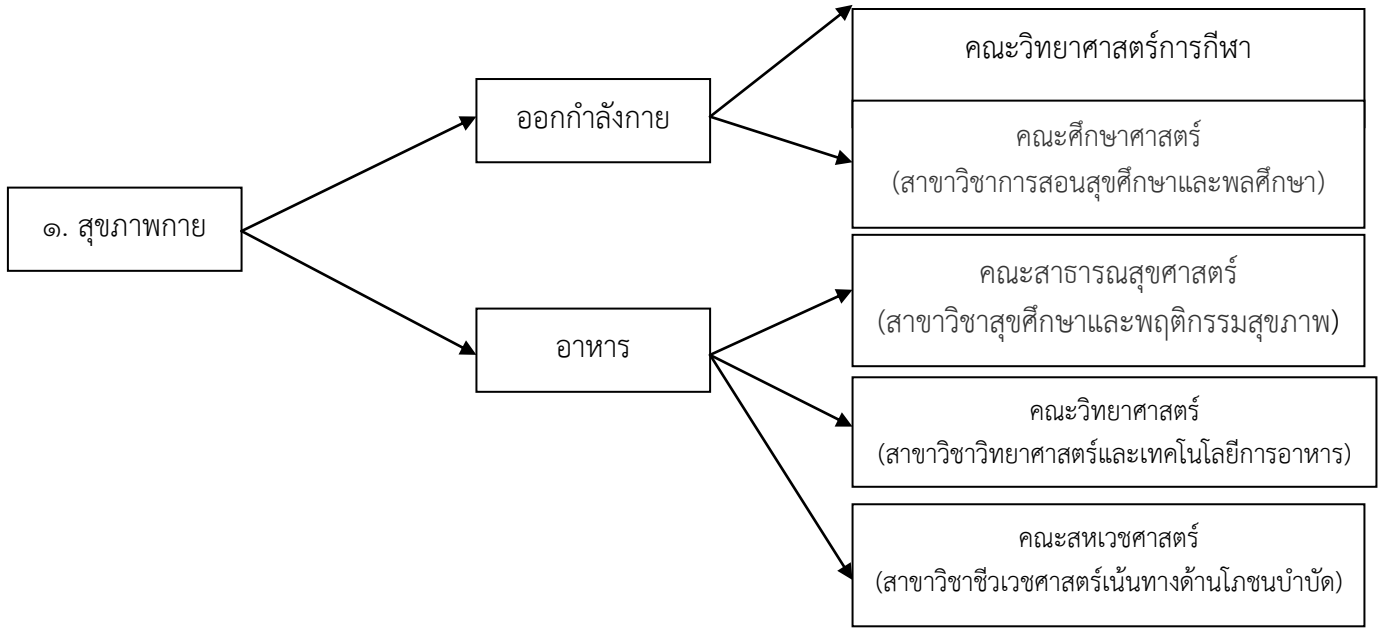 ๑. สุขภาพกาย
ออกกำลังกาย
คณะวิทยาศาสตร์การกีฬา
คณะศึกษาศาสตร์
(สาขาวิชาการสอนสุขศึกษาและพลศึกษา)
อาหาร
คณะสาธารณสุขศาสตร์
(สาขาวิชาสุขศึกษาและพฤติกรรมสุขภาพ)
คณะวิทยาศาสตร์
(สาขาวิชาวิทยาศาสตร์และเทคโนโลยีการอาหาร)
คณะสหเวชศาสตร์
(สาขาวิชาชีวเวชศาสตร์เน้นทางด้านโภชนบำบัด)